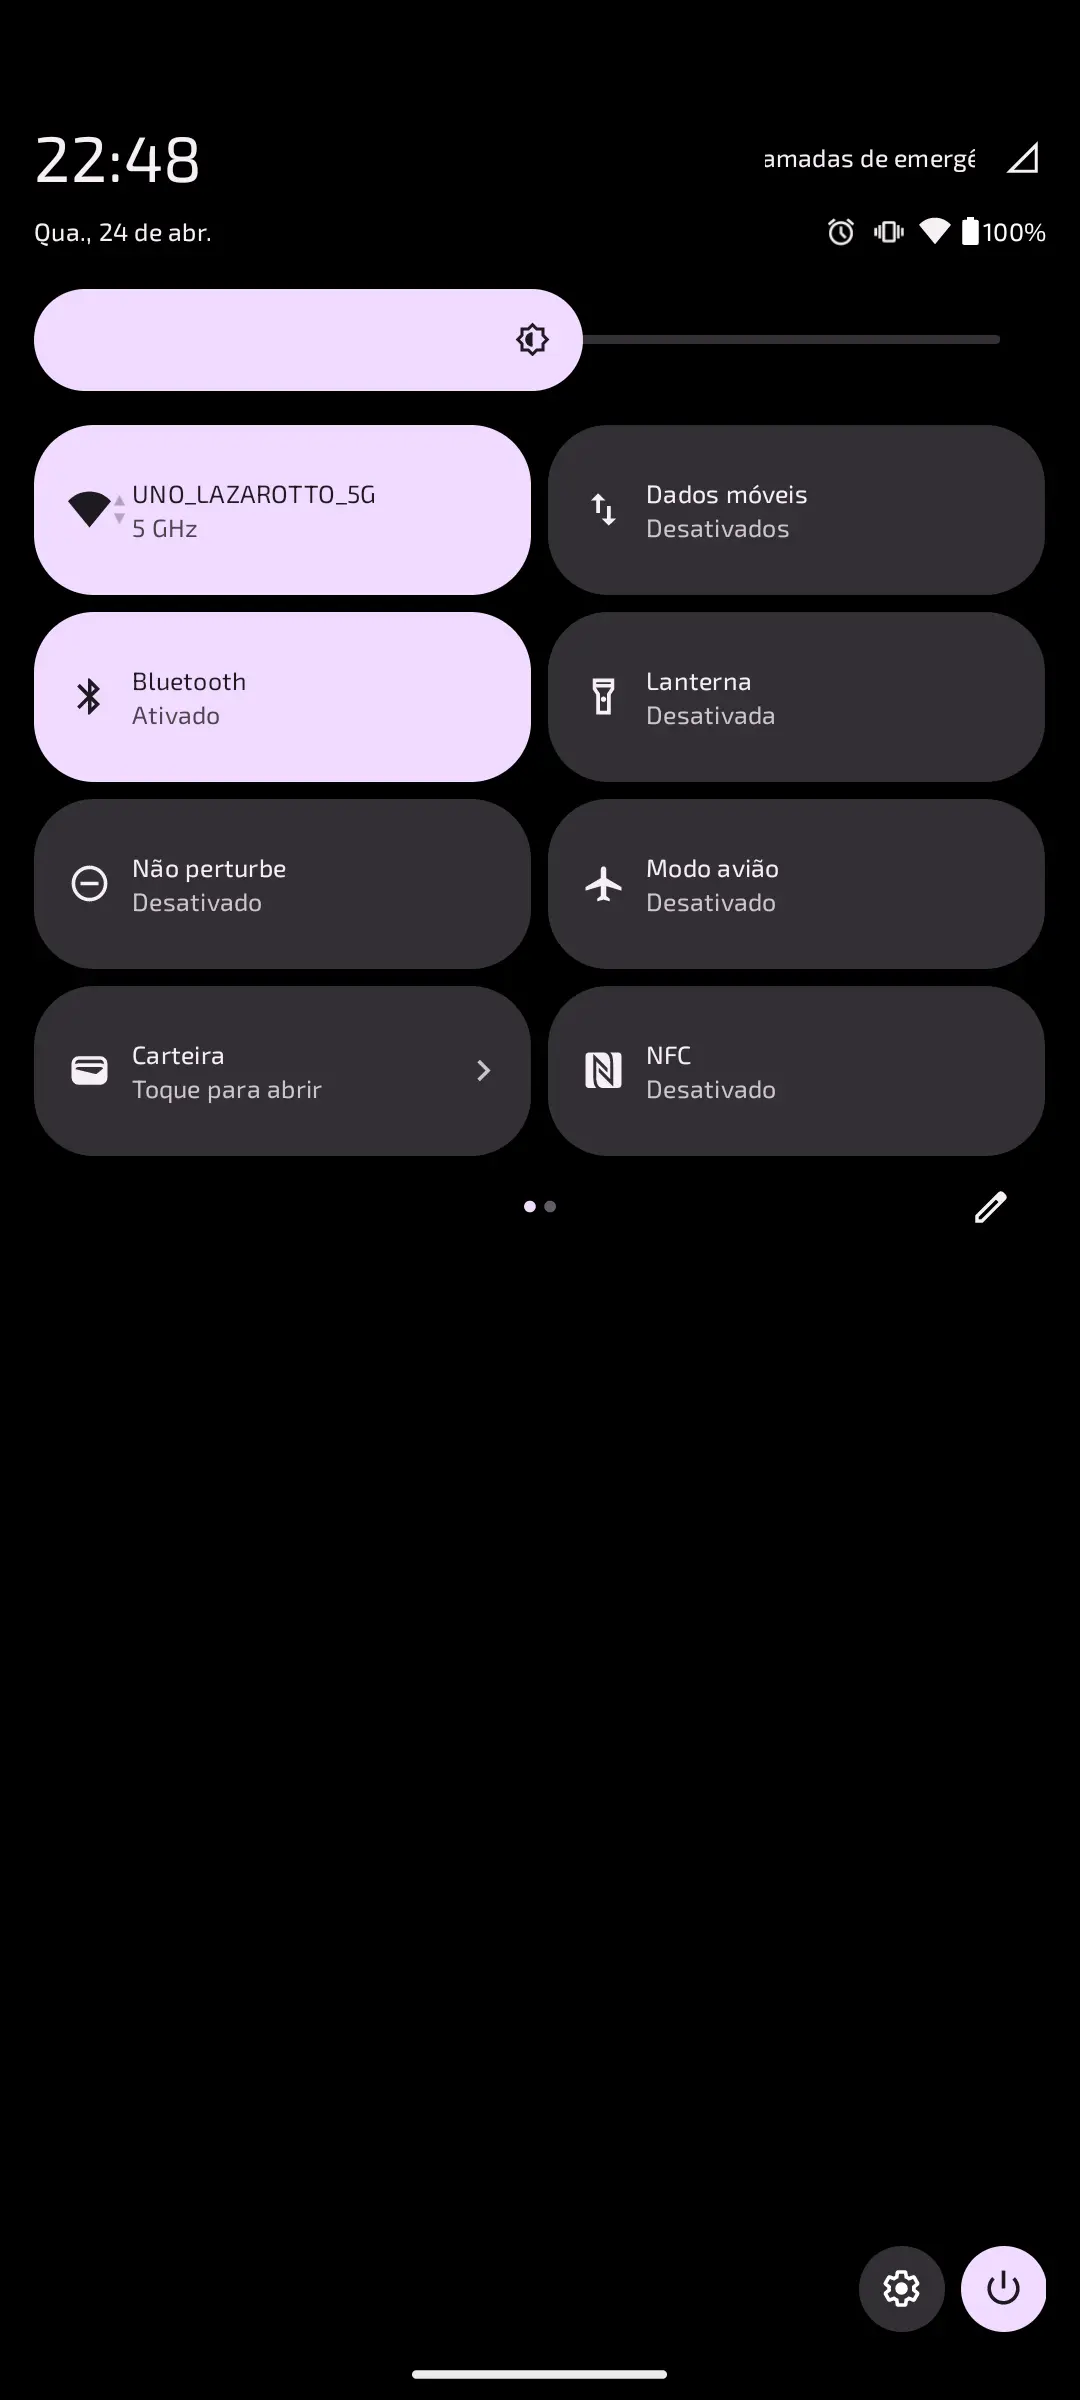 22:48
amadas de emergê
Qua., 24 de abr.
100%
UNO_LAZAROTTO_5G
5 GHz
Dados móveis
Desativados
Bluetooth
Ativado
Lanterna
Desativada
Não perturbe
Desativado
Modo avião
Desativado
Carteira
Toque para abrir
NFC
Desativado